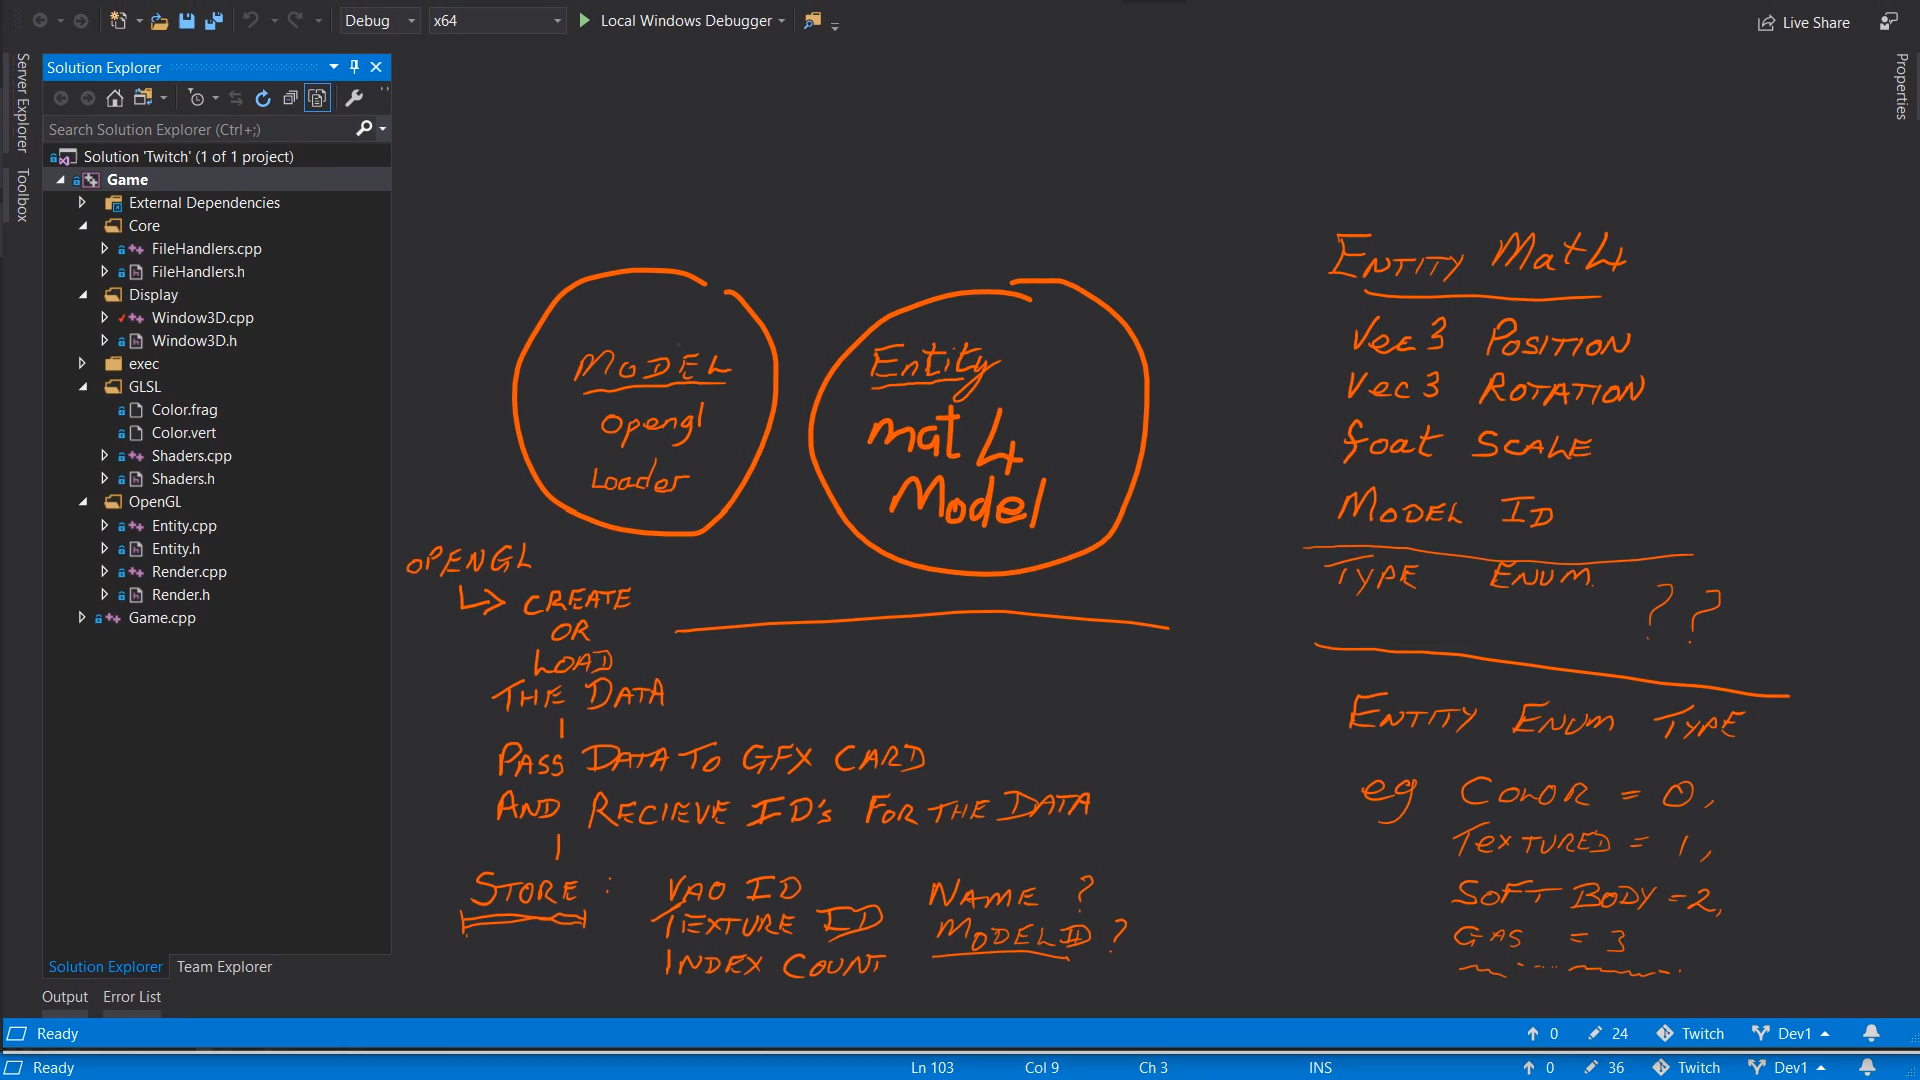 Debug
x64
Local Windows Debugger
Live Share
Server Explorer
Toolbox
Properties
Solution Explorer
Search Solution Explorer (Ctrl+;)
Solution 'Twitch' (1 of 1 project)
Game
External Dependencies
Core
FileHandlers.cpp
FileHandlers.h
Display
Window3D.cpp
Window3D.h
exec
GLSL
Color.frag
Color.vert
Shaders.cpp
Shaders.h
OpenGL
Entity.cpp
Entity.h
Render.cpp
Render.h
Game.cpp
Solution Explorer Team Explorer
Output Error List
MODEL
Opengl
Loader
Entity
mat 4
Model
OPENGL
CREATE
OR
LOAD
THE DATA
PASS DATA TO GFX CARD
AND RECIEVE ID's FOR THE DATA
STORE : VAO ID NAME ?
TEXTURE ID MODEL ID ?
INDEX COUNT
ENTITY Mat4
Vec3 POSITION
Vec3 ROTATION
foat SCALE
MODEL ID
TYPE ENUM ??
ENTITY ENUM TYPE
eg COLOR = 0,
TEXTURED = 1,
SOFT BODY = 2,
GAS = 3
Ready 0 24 Twitch Dev1
Ready Ln 103 Col 9 Ch 3 INS 0 36 Twitch Dev1